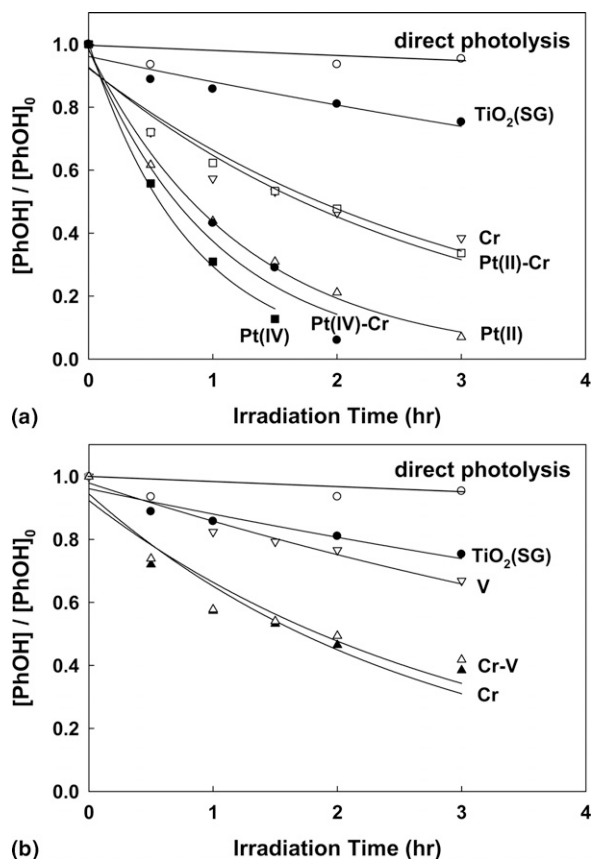 1.0
0.8
0.6
0.4
0.2
0.0
[PhOH] / [PhOH]₀
direct photolysis
TiO₂(SG)
Cr
Pt(II)-Cr
Pt(IV)
Pt(IV)-Cr
Pt(II)
0 1 2 3 4
(a) Irradiation Time (hr)
1.0
0.8
0.6
0.4
0.2
0.0
[PhOH] / [PhOH]₀
direct photolysis
TiO₂(SG)
V
Cr-V
Cr
0 1 2 3 4
(b) Irradiation Time (hr)